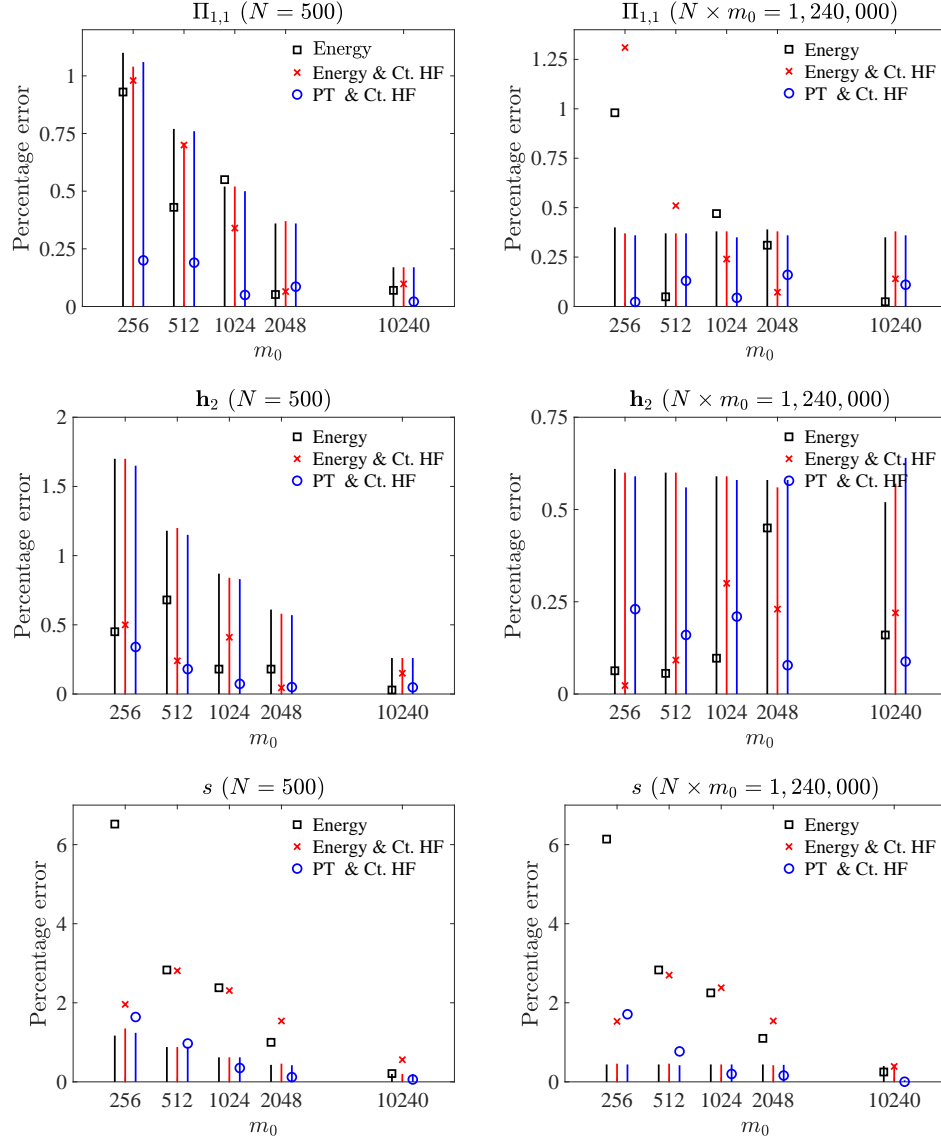 Π1,1 (N = 500)
Percentage error
1
0.75
0.5
0.25
0
Energy
Energy & Ct. HF
PT & Ct. HF
256 512 1024 2048 10240
m0
Π1,1 (N × m0 = 1, 240, 000)
Percentage error
1.25
1
0.75
0.5
0.25
0
Energy
Energy & Ct. HF
PT & Ct. HF
256 512 1024 2048 10240
m0
h2 (N = 500)
Percentage error
2
1.5
1
0.5
0
Energy
Energy & Ct. HF
PT & Ct. HF
256 512 1024 2048 10240
m0
h2 (N × m0 = 1, 240, 000)
Percentage error
0.75
0.5
0.25
0
Energy
Energy & Ct. HF
PT & Ct. HF
256 512 1024 2048 10240
m0
s (N = 500)
Percentage error
6
4
2
0
Energy
Energy & Ct. HF
PT & Ct. HF
256 512 1024 2048 10240
m0
s (N × m0 = 1, 240, 000)
Percentage error
6
4
2
0
Energy
Energy & Ct. HF
PT & Ct. HF
256 512 1024 2048 10240
m0